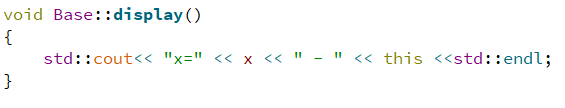 void Base::display()
{
    std::cout<< "x=" << x << " - " << this <<std::endl;
}